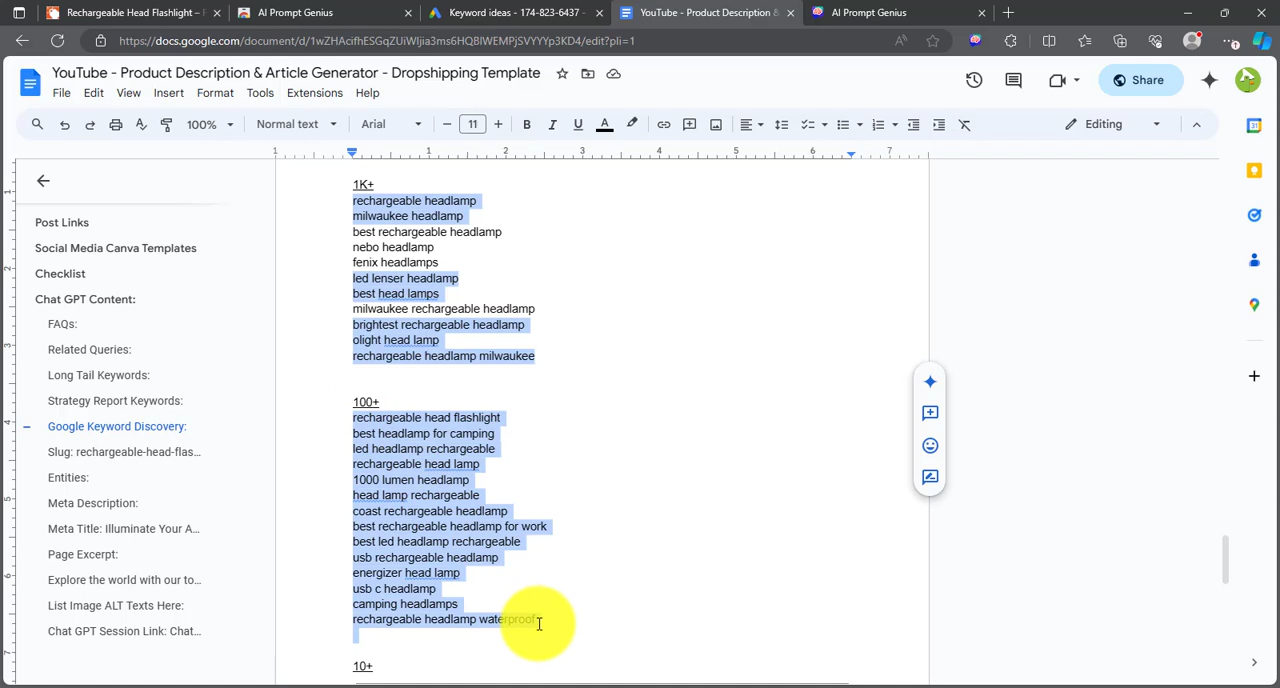 Rechargeable Head Flashlight –
AI Prompt Genius
Keyword ideas - 174-823-6437 -
YouTube - Product Description &
AI Prompt Genius
https://docs.google.com/document/d/1wZHAcifhESGqZUiWljia3ms6HQBlWEMPjSVYYYp3KD4/edit?pli=1
YouTube - Product Description & Article Generator - Dropshipping Template
File Edit View Insert Format Tools Extensions Help
Share
100% Normal text Arial 11 B I U A Editing
1 1 2 3 4 5 6 7
Post Links
Social Media Canva Templates
Checklist
Chat GPT Content:
FAQs:
Related Queries:
Long Tail Keywords:
Strategy Report Keywords:
Google Keyword Discovery:
Slug: rechargeable-head-flas...
Entities:
Meta Description:
Meta Title: Illuminate Your A...
Page Excerpt:
Explore the world with our to...
List Image ALT Texts Here:
Chat GPT Session Link: Chat...
1K+
rechargeable headlamp
milwaukee headlamp
best rechargeable headlamp
nebo headlamp
fenix headlamps
led lenser headlamp
best head lamps
milwaukee rechargeable headlamp
brightest rechargeable headlamp
olight head lamp
rechargeable headlamp milwaukee
100+
rechargeable head flashlight
best headlamp for camping
led headlamp rechargeable
rechargeable head lamp
1000 lumen headlamp
head lamp rechargeable
coast rechargeable headlamp
best rechargeable headlamp for work
best led headlamp rechargeable
usb rechargeable headlamp
energizer head lamp
usb c headlamp
camping headlamps
rechargeable headlamp waterproof
10+